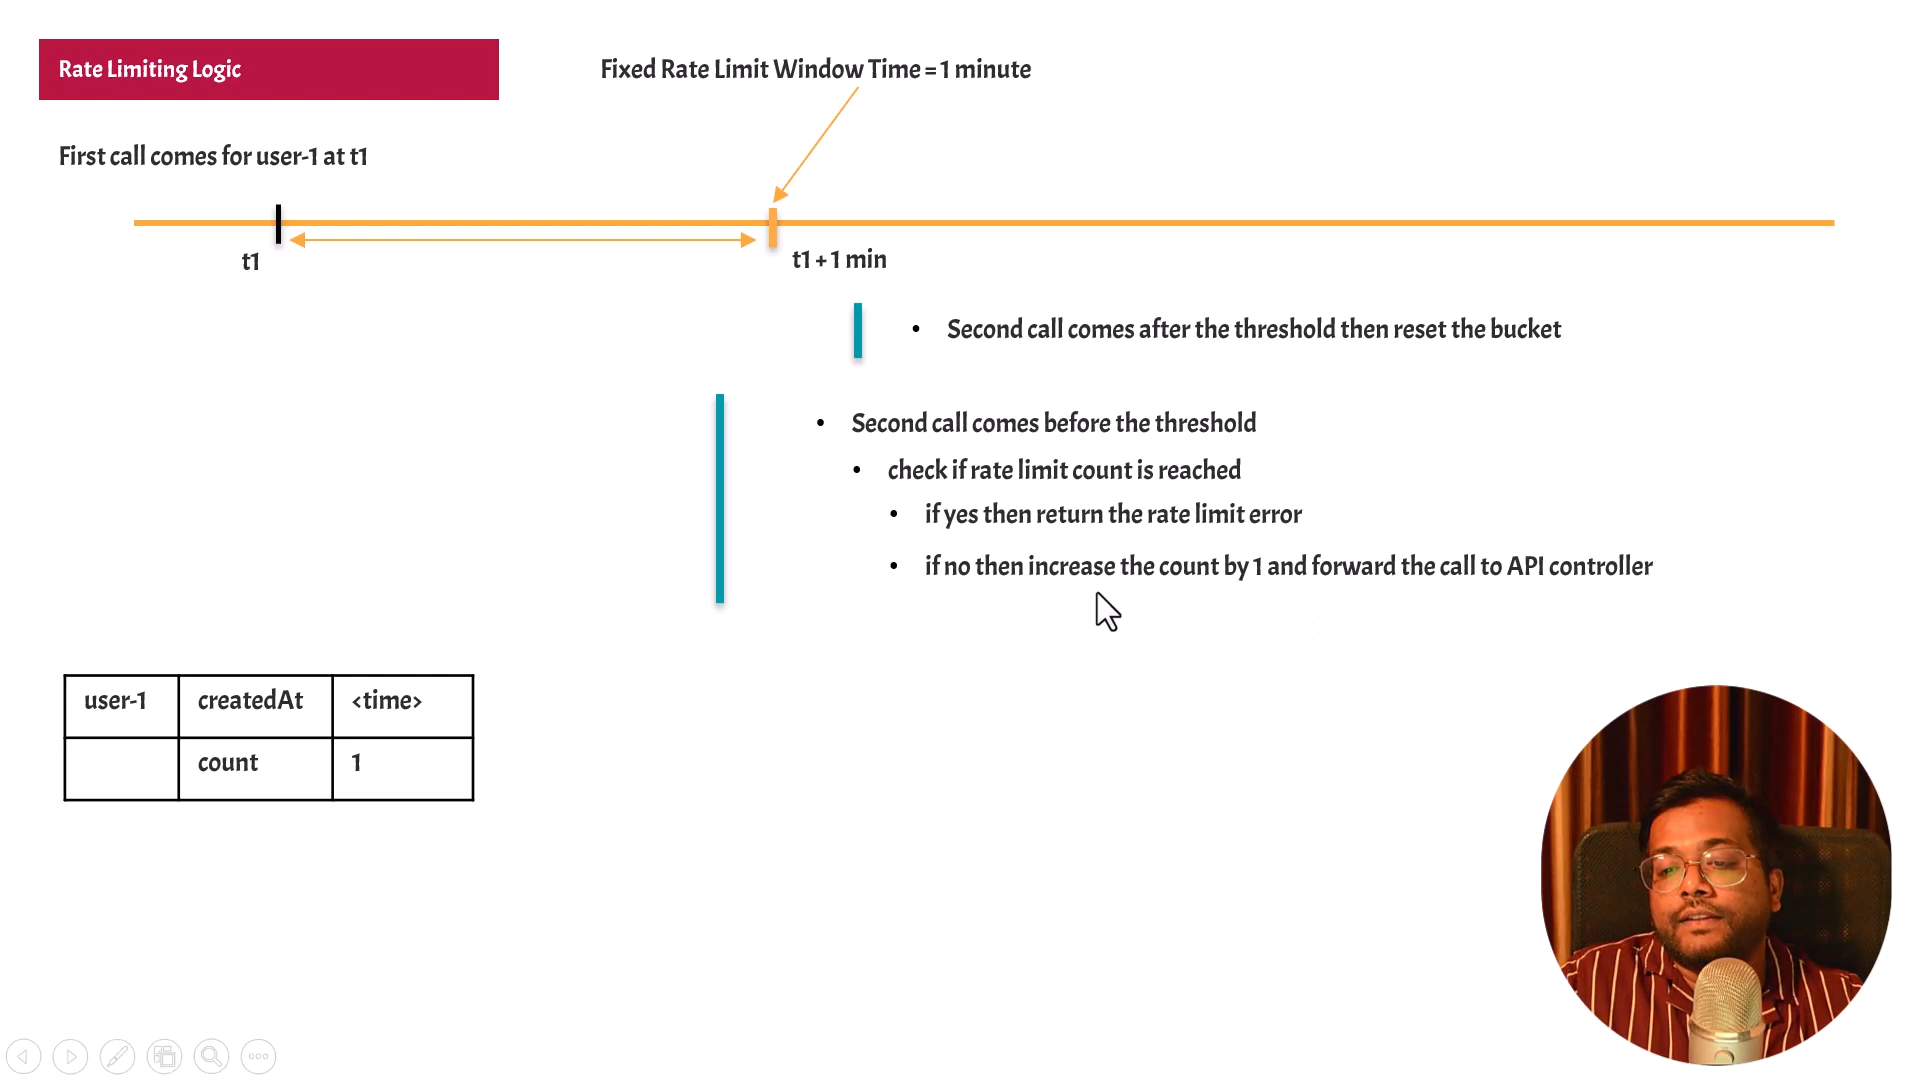 Rate Limiting Logic
Fixed Rate Limit Window Time = 1 minute
First call comes for user-1 at t1
t1
t1 + 1 min
• Second call comes after the threshold then reset the bucket
• Second call comes before the threshold
• check if rate limit count is reached
• if yes then return the rate limit error
• if no then increase the count by 1 and forward the call to API controller
user-1 createdAt <time>
count 1